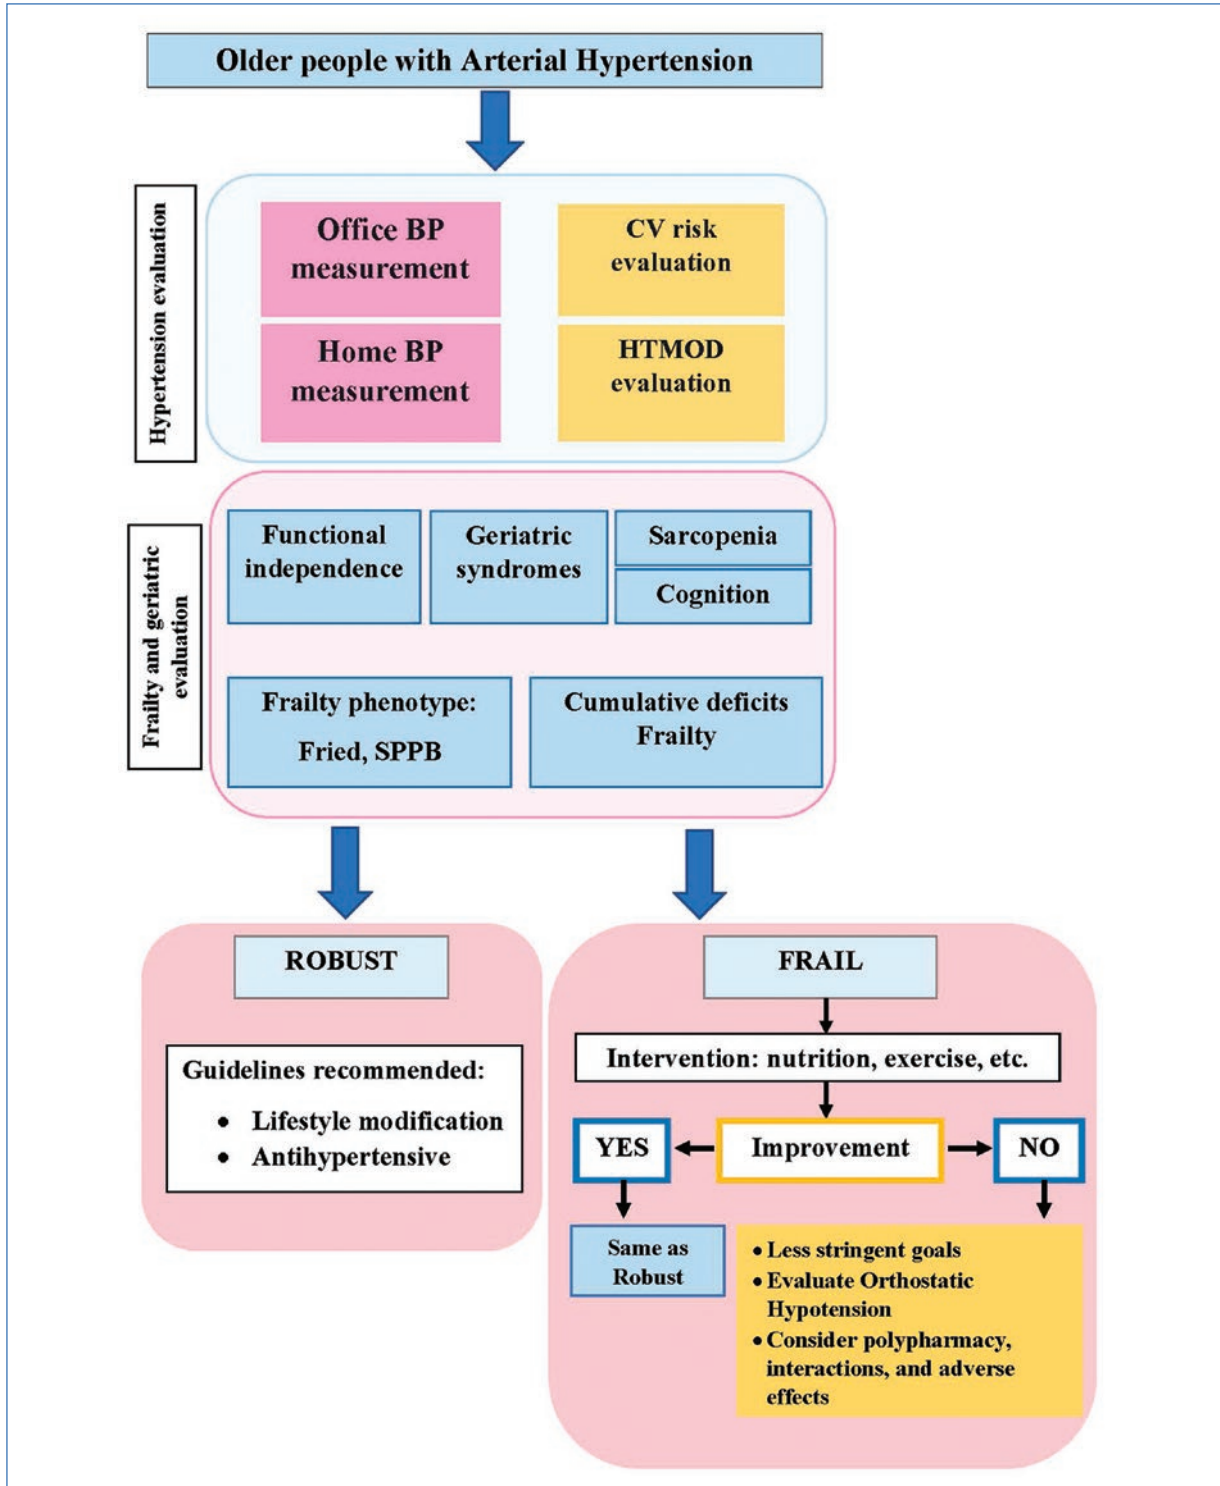 Older people with Arterial Hypertension
Hypertension evaluation
Office BP
measurement
CV risk
evaluation
Home BP
measurement
HTMOD
evaluation
Frailty and geriatric
evaluation
Functional
independence
Geriatric
syndromes
Sarcopenia
Cognition
Frailty phenotype:
Fried, SPPB
Cumulative deficits
Frailty
ROBUST
Guidelines recommended:
• Lifestyle modification
• Antihypertensive
FRAIL
Intervention: nutrition, exercise, etc.
YES
Improvement
NO
Same as
Robust
• Less stringent goals
• Evaluate Orthostatic
Hypotension
• Consider polypharmacy,
interactions, and adverse
effects